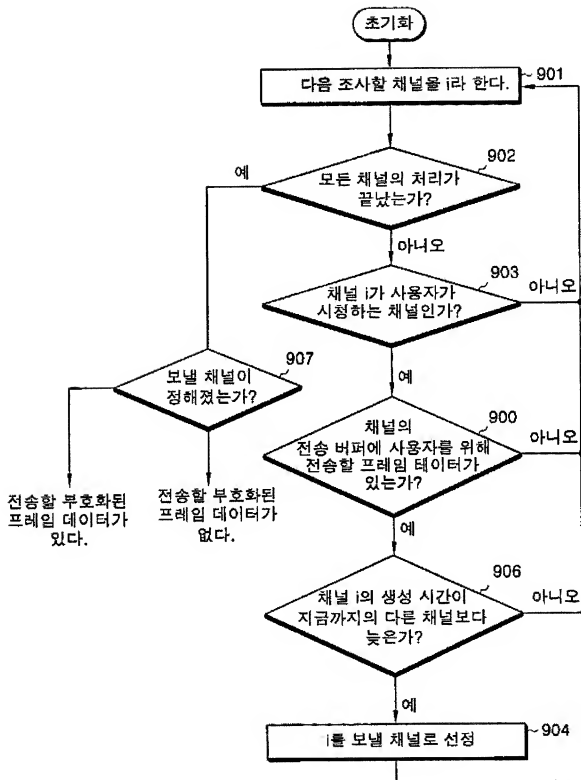 초기화
다음 조사할 채널을 i라 한다.
901
902
예
모든 채널의 처리가
끝났는가?
아니오
903
채널 i가 사용자가
시청하는 채널인가?
아니오
예
907
보낼 채널이
정해졌는가?
900
채널의
전송 버퍼에 사용자를 위해
전송할 프레임 테이터가
있는가?
아니오
예
전송할 부호화된
프레임 데이터가
있다.
전송할 부호화된
프레임 데이터가
없다.
906
채널 i의 생성 시간이
지금까지의 다른 채널보다
늦은가?
아니오
예
i를 보낼 채널로 선정
904